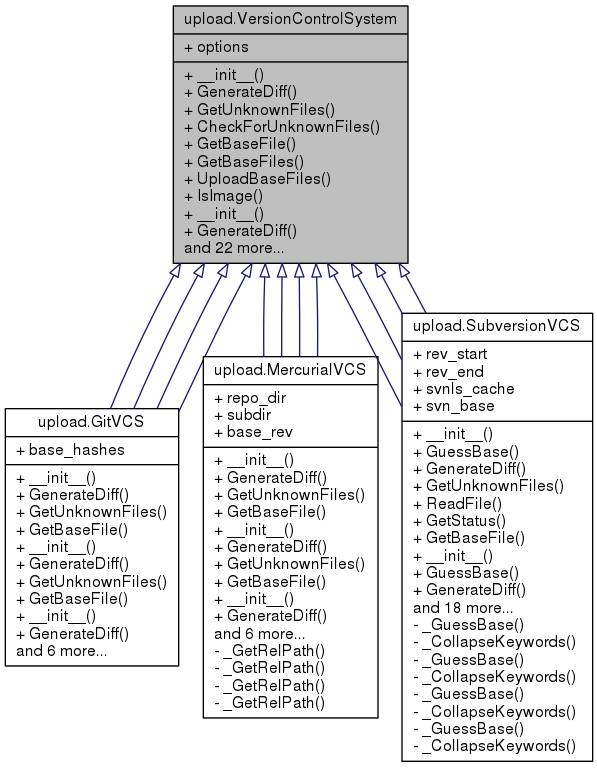 upload.VersionControlSystem
+ options
+ __init__()
+ GenerateDiff()
+ GetUnknownFiles()
+ CheckForUnknownFiles()
+ GetBaseFile()
+ GetBaseFiles()
+ UploadBaseFiles()
+ IsImage()
+ __init__()
+ GenerateDiff()
and 22 more...
upload.GitVCS
+ base_hashes
+ __init__()
+ GenerateDiff()
+ GetUnknownFiles()
+ GetBaseFile()
+ __init__()
+ GenerateDiff()
+ GetUnknownFiles()
+ GetBaseFile()
+ __init__()
+ GenerateDiff()
and 6 more...
upload.MercurialVCS
+ repo_dir
+ subdir
+ base_rev
+ __init__()
+ GenerateDiff()
+ GetUnknownFiles()
+ GetBaseFile()
+ __init__()
+ GenerateDiff()
+ GetUnknownFiles()
+ GetBaseFile()
+ __init__()
+ GenerateDiff()
and 6 more...
- _GetRelPath()
- _GetRelPath()
- _GetRelPath()
- _GetRelPath()
upload.SubversionVCS
+ rev_start
+ rev_end
+ svnls_cache
+ svn_base
+ __init__()
+ GuessBase()
+ GenerateDiff()
+ GetUnknownFiles()
+ ReadFile()
+ GetStatus()
+ GetBaseFile()
+ __init__()
+ GuessBase()
+ GenerateDiff()
and 18 more...
- _GuessBase()
- _CollapseKeywords()
- _GuessBase()
- _CollapseKeywords()
- _GuessBase()
- _CollapseKeywords()
- _GuessBase()
- _CollapseKeywords()